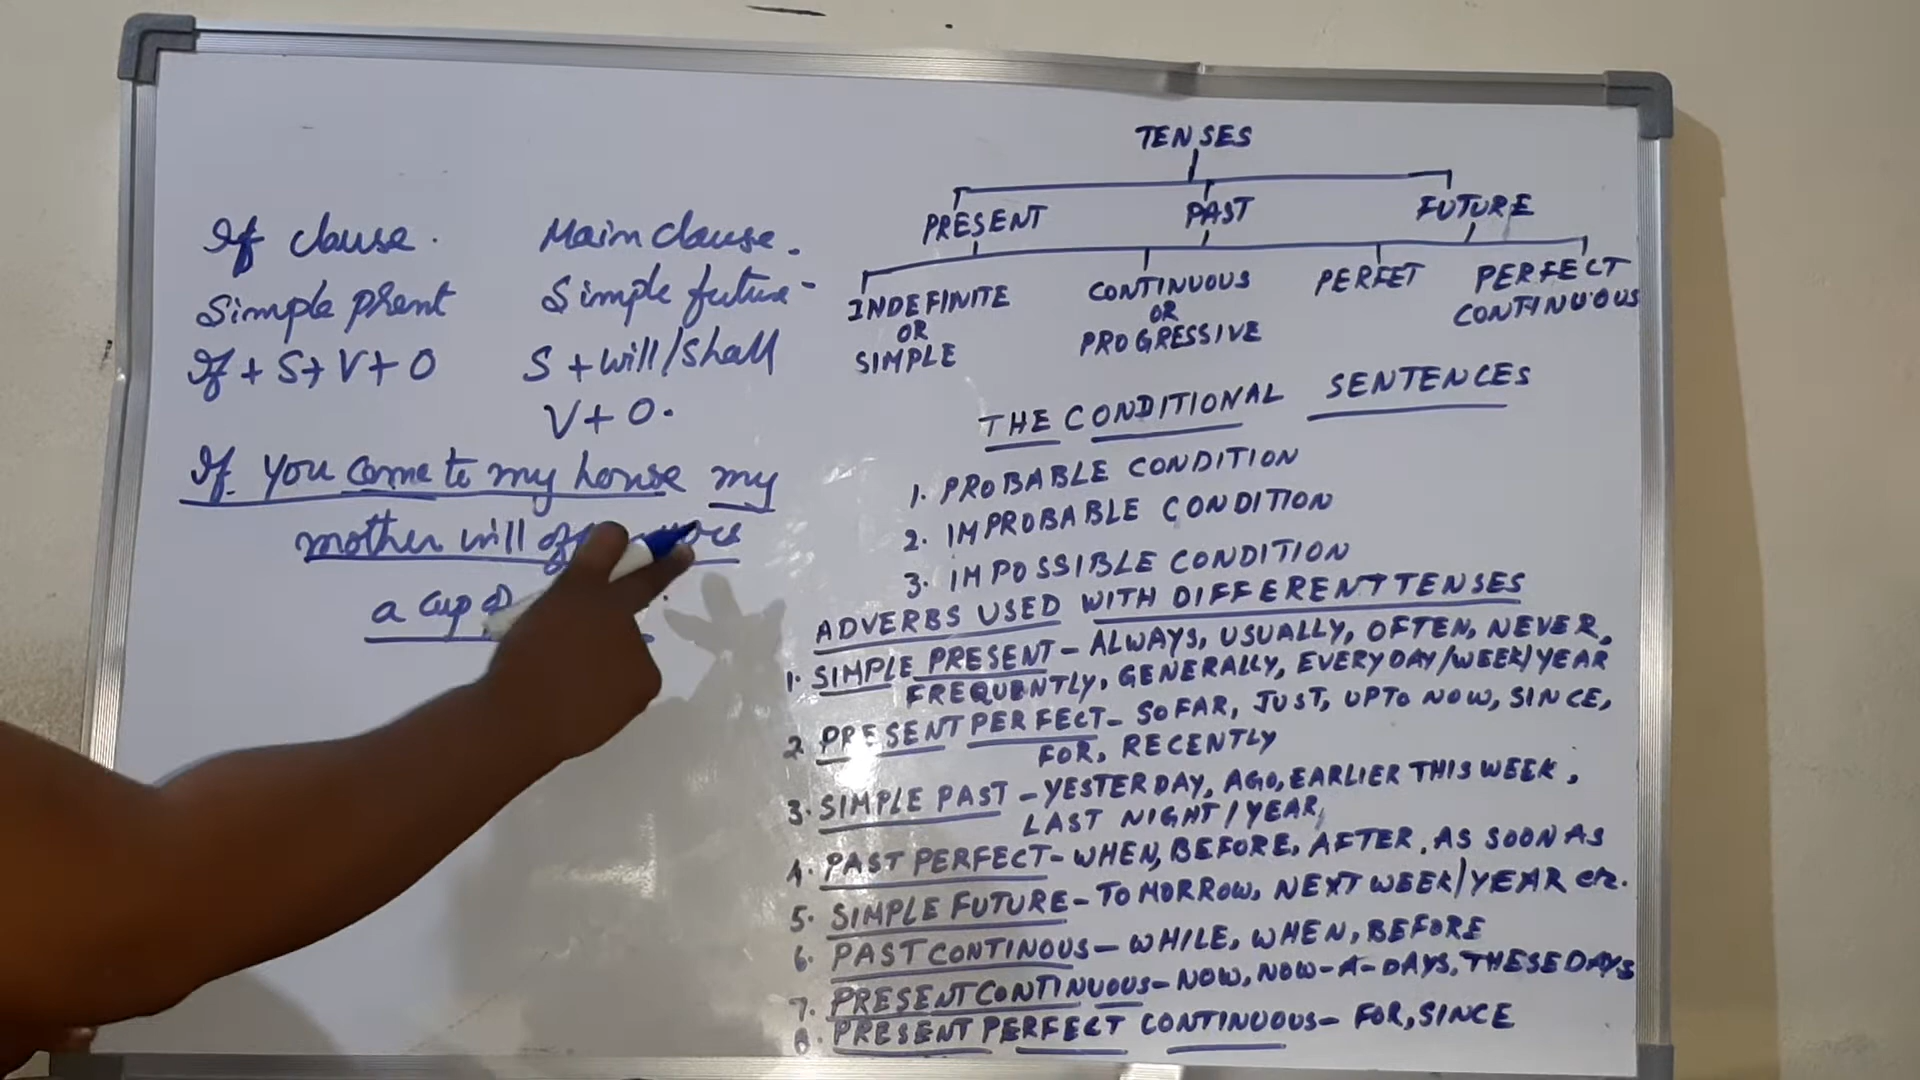 If clause.
Main clause.
Simple prent
Simple future-
If + S + V + O
S + will/shall
V + O.
If you come to my house my
mother will
a cup
TENSES
PRESENT PAST FUTURE
INDEFINITE
OR
SIMPLE
CONTINUOUS
OR
PROGRESSIVE
PERFET
PERFECT
CONTINUOUS
THE CONDITIONAL SENTENCES
1. PROBABLE CONDITION
2. IMPROBABLE CONDITION
3. IMPOSSIBLE CONDITION
ADVERBS USED WITH DIFFERENT TENSES
1. SIMPLE PRESENT - ALWAYS, USUALLY, OFTEN, NEVER,
FREQUENTLY, GENERALLY, EVERY DAY/WEEK/YEAR
2 PRESENT PERFECT - SO FAR, JUST, UPTO NOW, SINCE,
FOR, RECENTLY
3. SIMPLE PAST - YESTERDAY, AGO, EARLIER THIS WEEK,
LAST NIGHT/YEAR,
4. PAST PERFECT - WHEN, BEFORE, AFTER, AS SOON AS
5. SIMPLE FUTURE - TOMORROW, NEXT WEEK/YEAR etc.
6. PAST CONTINOUS - WHILE, WHEN, BEFORE
7. PRESENT CONTINUOUS - NOW, NOW-A-DAYS, THESE DAYS
8. PRESENT PERFECT CONTINUOUS - FOR, SINCE